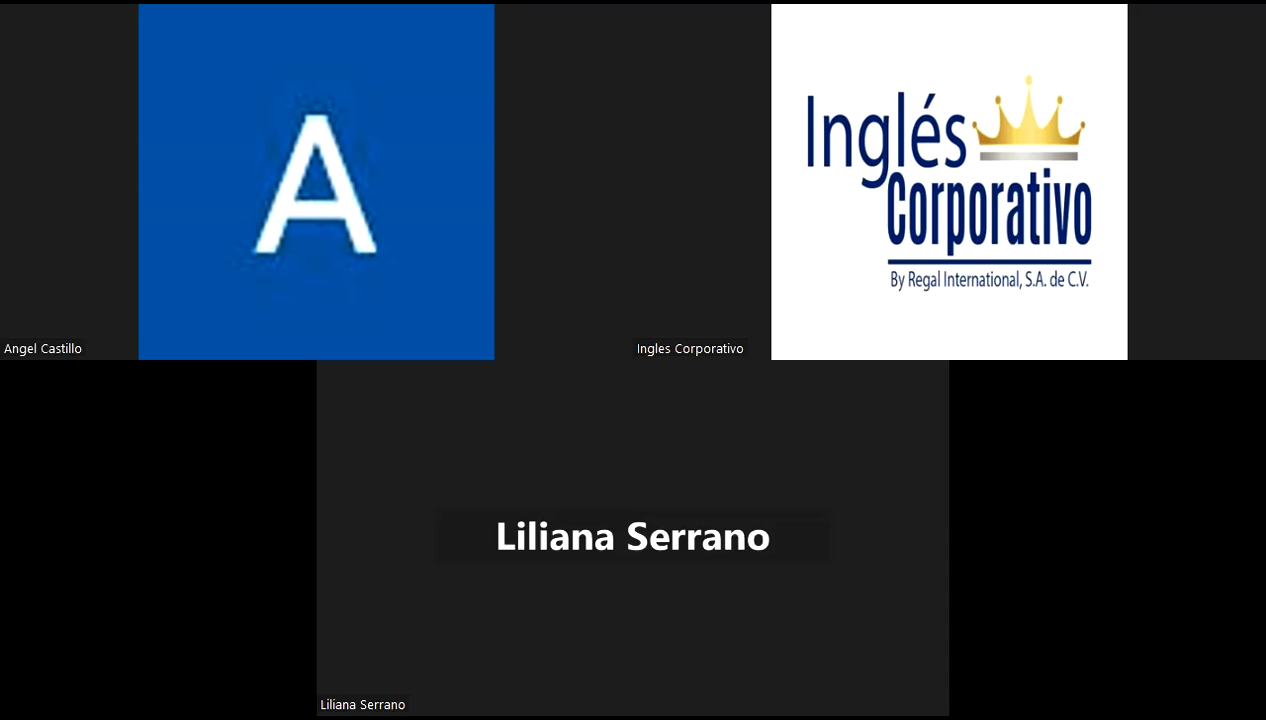 A
Inglés
Corporativo
By Regal International, S.A. de C.V.
Angel Castillo
Ingles Corporativo
Liliana Serrano
Liliana Serrano